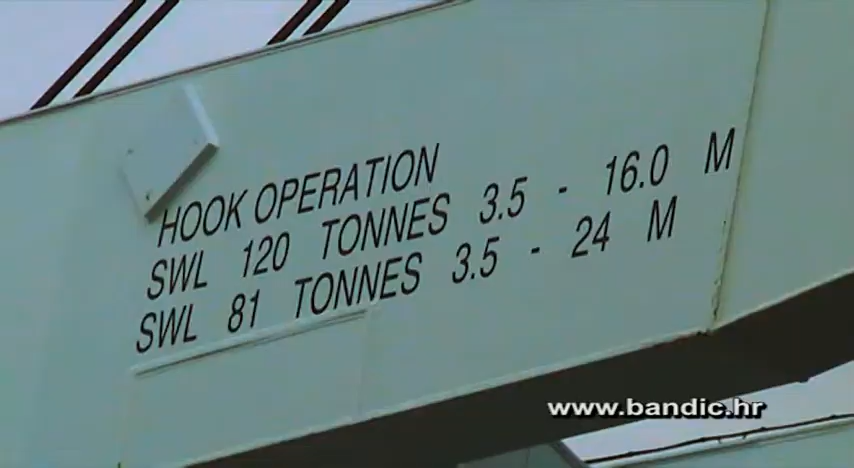 HOOK OPERATION
SWL 120 TONNES 3.5 - 16.0 M
SWL 81 TONNES 3.5 - 24 M
www.bandic.hr